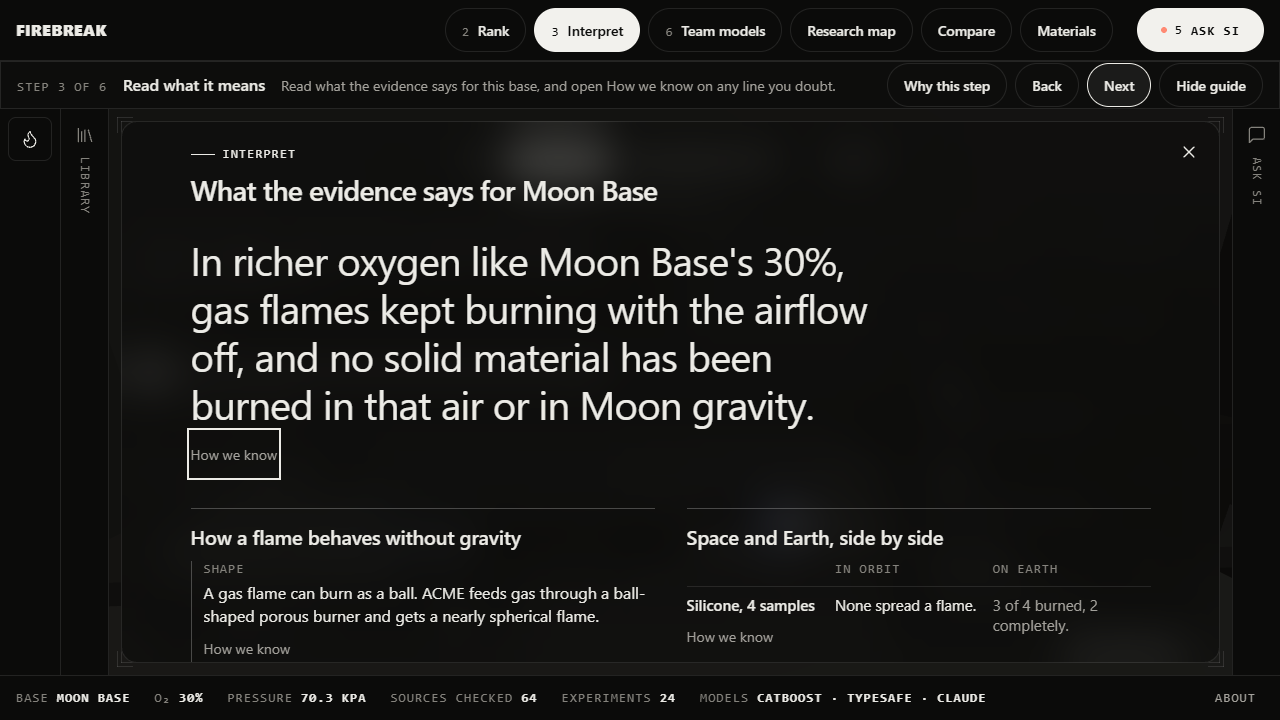 FIREBREAK
2 Rank
3 Interpret
6 Team models
Research map
Compare
Materials
5 ASK SI
STEP 3 OF 6
Read what it means
Read what the evidence says for this base, and open How we know on any line you doubt.
Why this step
Back
Next
Hide guide
LIBRARY
ASK SI
INTERPRET
What the evidence says for Moon Base
In richer oxygen like Moon Base's 30%,
gas flames kept burning with the airflow
off, and no solid material has been
burned in that air or in Moon gravity.
How we know
How a flame behaves without gravity
SHAPE
A gas flame can burn as a ball. ACME feeds gas through a ball-
shaped porous burner and gets a nearly spherical flame.
How we know
Space and Earth, side by side
IN ORBIT
ON EARTH
Silicone, 4 samples
None spread a flame.
3 of 4 burned, 2
completely.
How we know
BASE MOON BASE
O₂ 30%
PRESSURE 70.3 KPA
SOURCES CHECKED 64
EXPERIMENTS 24
MODELS CATBOOST · TYPESAFE · CLAUDE
ABOUT